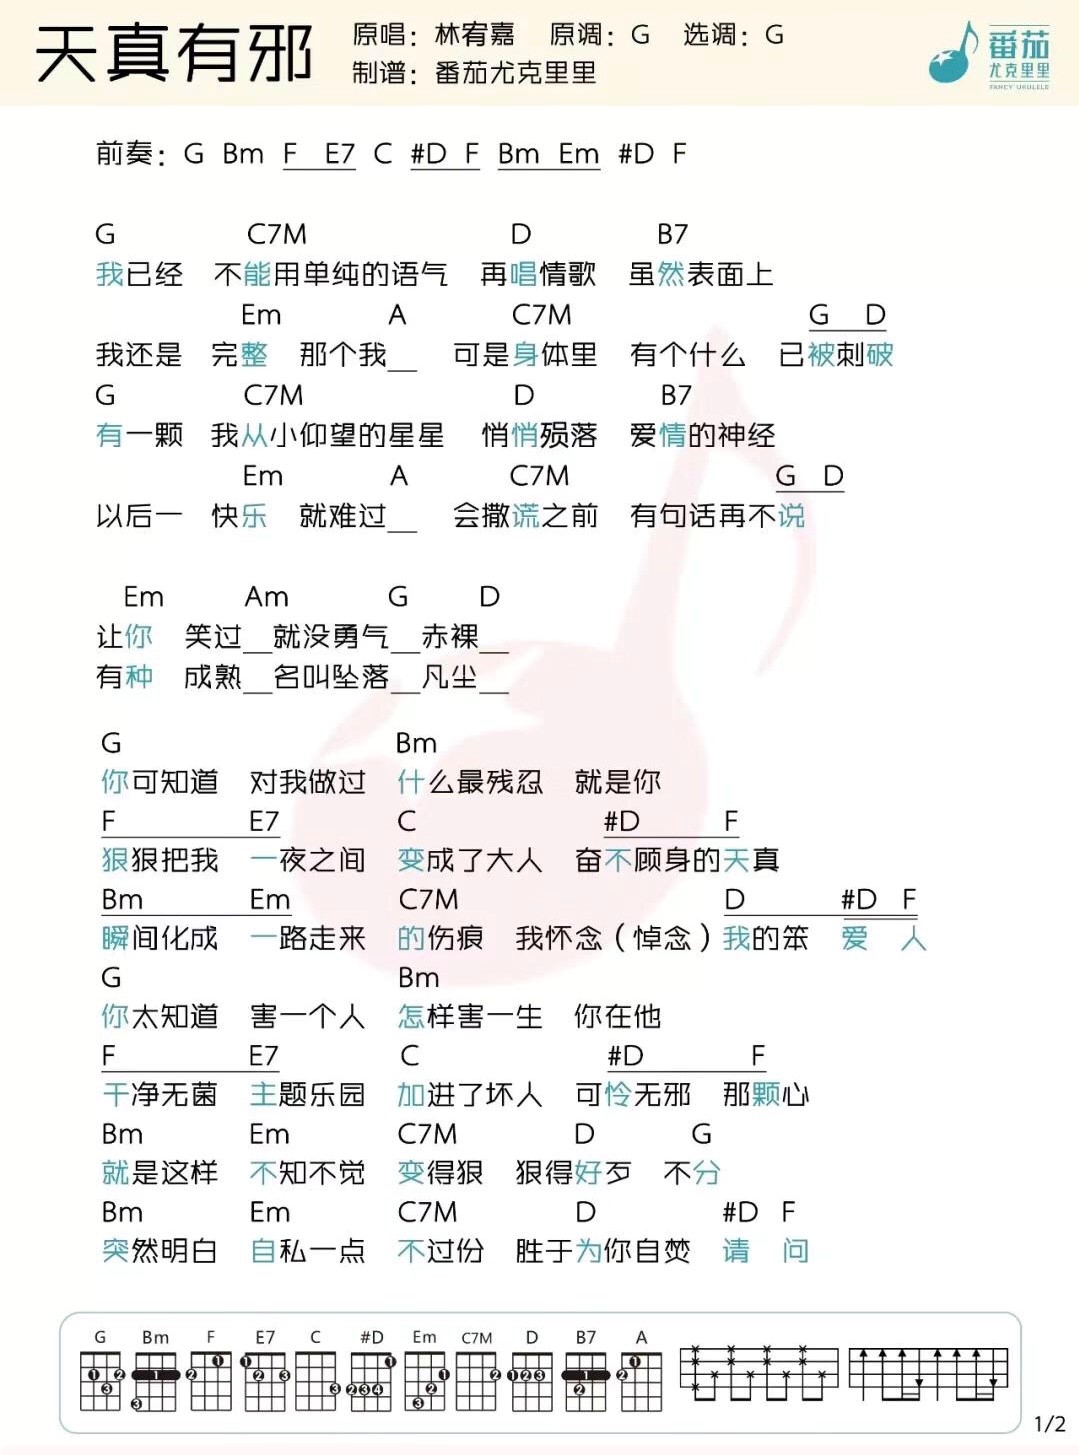 天真有邪
原唱：林宥嘉 原调：G 选调：G
制谱：番茄尤克里里
番茄
尤克里里
FANCY UKULELE
前奏：G Bm F E7 C #D F Bm Em #D F
G C7M D B7
我已经 不能用单纯的语气 再唱情歌 虽然表面上
Em A C7M G D
我还是 完整 那个我__ 可是身体里 有个什么 已被刺破
G C7M D B7
有一颗 我从小仰望的星星 悄悄殒落 爱情的神经
Em A C7M G D
以后一 快乐 就难过__ 会撒谎之前 有句话再不说
Em Am G D
让你 笑过__就没勇气__赤裸__
有种 成熟__名叫坠落__凡尘__
G Bm
你可知道 对我做过 什么最残忍 就是你
F E7 C #D F
狠狠把我 一夜之间 变成了大人 奋不顾身的天真
Bm Em C7M D #D F
瞬间化成 一路走来 的伤痕 我怀念（悼念）我的笨 爱 人
G Bm
你太知道 害一个人 怎样害一生 你在他
F E7 C #D F
干净无菌 主题乐园 加进了坏人 可怜无邪 那颗心
Bm Em C7M D G
就是这样 不知不觉 变得狠 狠得好歹 不分
Bm Em C7M D #D F
突然明白 自私一点 不过份 胜于为你自焚 请 问
G Bm F E7 C #D Em C7M D B7 A
1/2